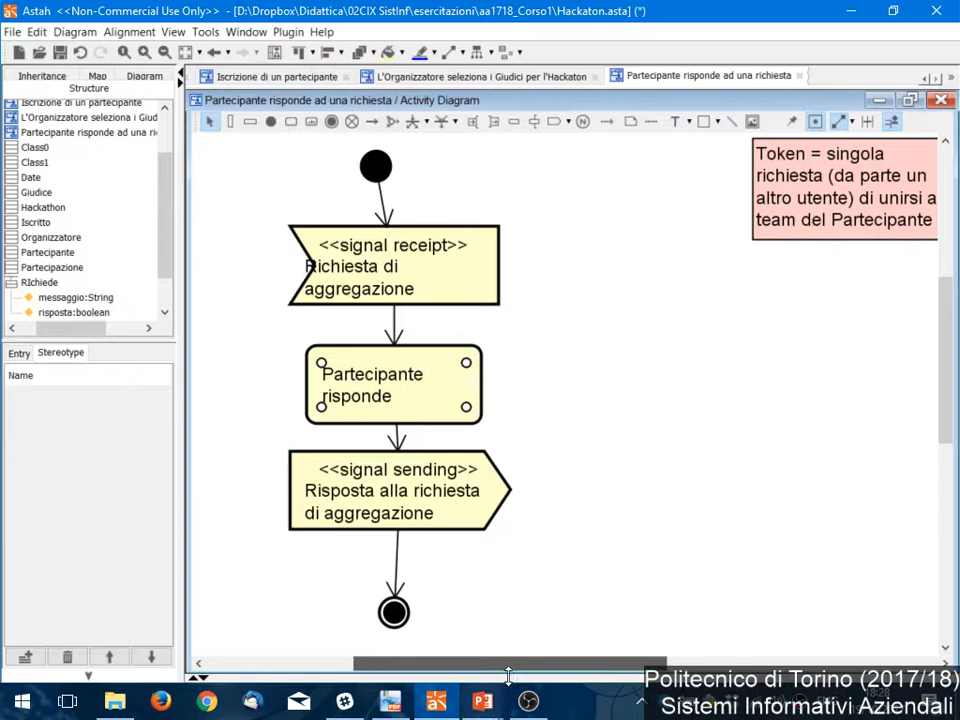 Astah <<Non-Commercial Use Only>> - [D:\Dropbox\Didattica\02CIX SistInf\esercitazioni\aa1718_Corso1\Hackaton.asta] (*)
File Edit Diagram Alignment View Tools Window Plugin Help
Inheritance Map Diagram
Structure
Iscrizione di un partecipante
L'Organizzatore seleziona i Giud
Partecipante risponde ad una ri
Class0
Class1
Date
Giudice
Hackathon
Iscritto
Organizzatore
Partecipante
Partecipazione
RIchiede
messaggio:String
risposta:boolean
Entry Stereotype
Name
Iscrizione di un partecipante
L'Organizzatore seleziona i Giudici per l'Hackaton
Partecipante risponde ad una richiesta
Partecipante risponde ad una richiesta / Activity Diagram
Token = singola
richiesta (da parte un
altro utente) di unirsi a
team del Partecipante
<<signal receipt>>
Richiesta di
aggregazione
Partecipante
risponde
<<signal sending>>
Risposta alla richiesta
di aggregazione
Politecnico di Torino (2017/18)
18:28
Sistemi Informativi Aziendali